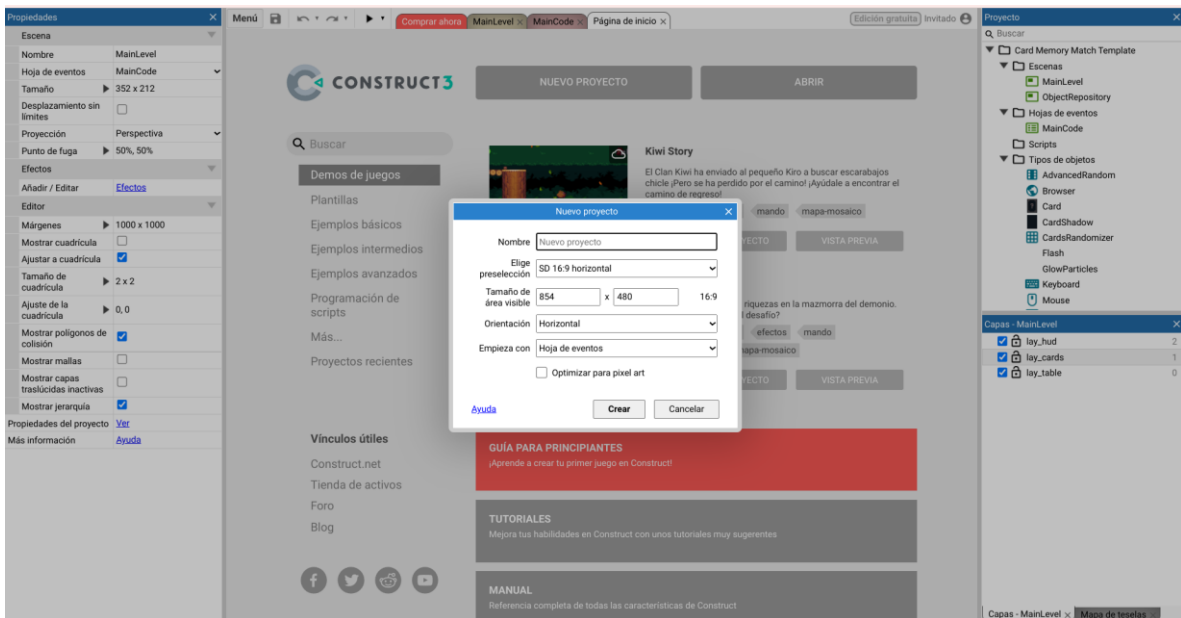 Propiedades
Escena
Nombre MainLevel
Hoja de eventos MainCode
Tamaño 352 x 212
Desplazamiento sin
límites
Proyección Perspectiva
Punto de fuga 50%, 50%
Efectos
Añadir / Editar Efectos
Editor
Márgenes 1000 x 1000
Mostrar cuadrícula
Ajustar a cuadrícula
Tamaño de
cuadrícula 2 x 2
Ajuste de la
cuadrícula 0, 0
Mostrar polígonos de
colisión
Mostrar mallas
Mostrar capas
traslúcidas inactivas
Mostrar jerarquía
Propiedades del proyecto Ver
Más información Ayuda
Menú Comprar ahora MainLevel MainCode Página de inicio Edición gratuita Invitado
CONSTRUCT3
NUEVO PROYECTO ABRIR
Buscar
Demos de juegos
Plantillas
Ejemplos básicos
Ejemplos intermedios
Ejemplos avanzados
Programación de
scripts
Más...
Proyectos recientes
Vínculos útiles
Construct.net
Tienda de activos
Foro
Blog
Kiwi Story
El Clan Kiwi ha enviado al pequeño Kiro a buscar escarabajos
chicle ¡Pero se ha perdido por el camino! ¡Ayúdale a encontrar el
camino de regreso!
mando mapa-mosaico
YECTO VISTA PREVIA
riquezas en la mazmorra del demonio.
l desafío?
efectos mando
apa-mosaico
YECTO VISTA PREVIA
Nuevo proyecto
Nombre Nuevo proyecto
Elige
preselección SD 16:9 horizontal
Tamaño de
área visible 854 x 480 16:9
Orientación Horizontal
Empieza con Hoja de eventos
Optimizar para pixel art
Ayuda Crear Cancelar
GUÍA PARA PRINCIPIANTES
¡Aprende a crear tu primer juego en Construct!
TUTORIALES
Mejora tus habilidades en Construct con unos tutoriales muy sugerentes
MANUAL
Referencia completa de todas las características de Construct
Proyecto
Buscar
Card Memory Match Template
Escenas
MainLevel
ObjectRepository
Hojas de eventos
MainCode
Scripts
Tipos de objetos
AdvancedRandom
Browser
Card
CardShadow
CardsRandomizer
Flash
GlowParticles
Keyboard
Mouse
Capas - MainLevel
lay_hud 2
lay_cards 1
lay_table 0
Capas - MainLevel Mapa de teselas